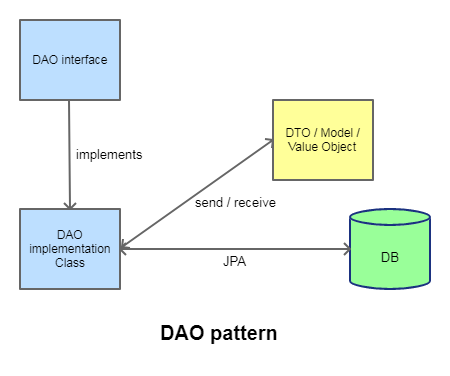 DAO interface
implements
DTO / Model /
Value Object
send / receive
DAO
implementation
Class
JPA
DB
DAO pattern